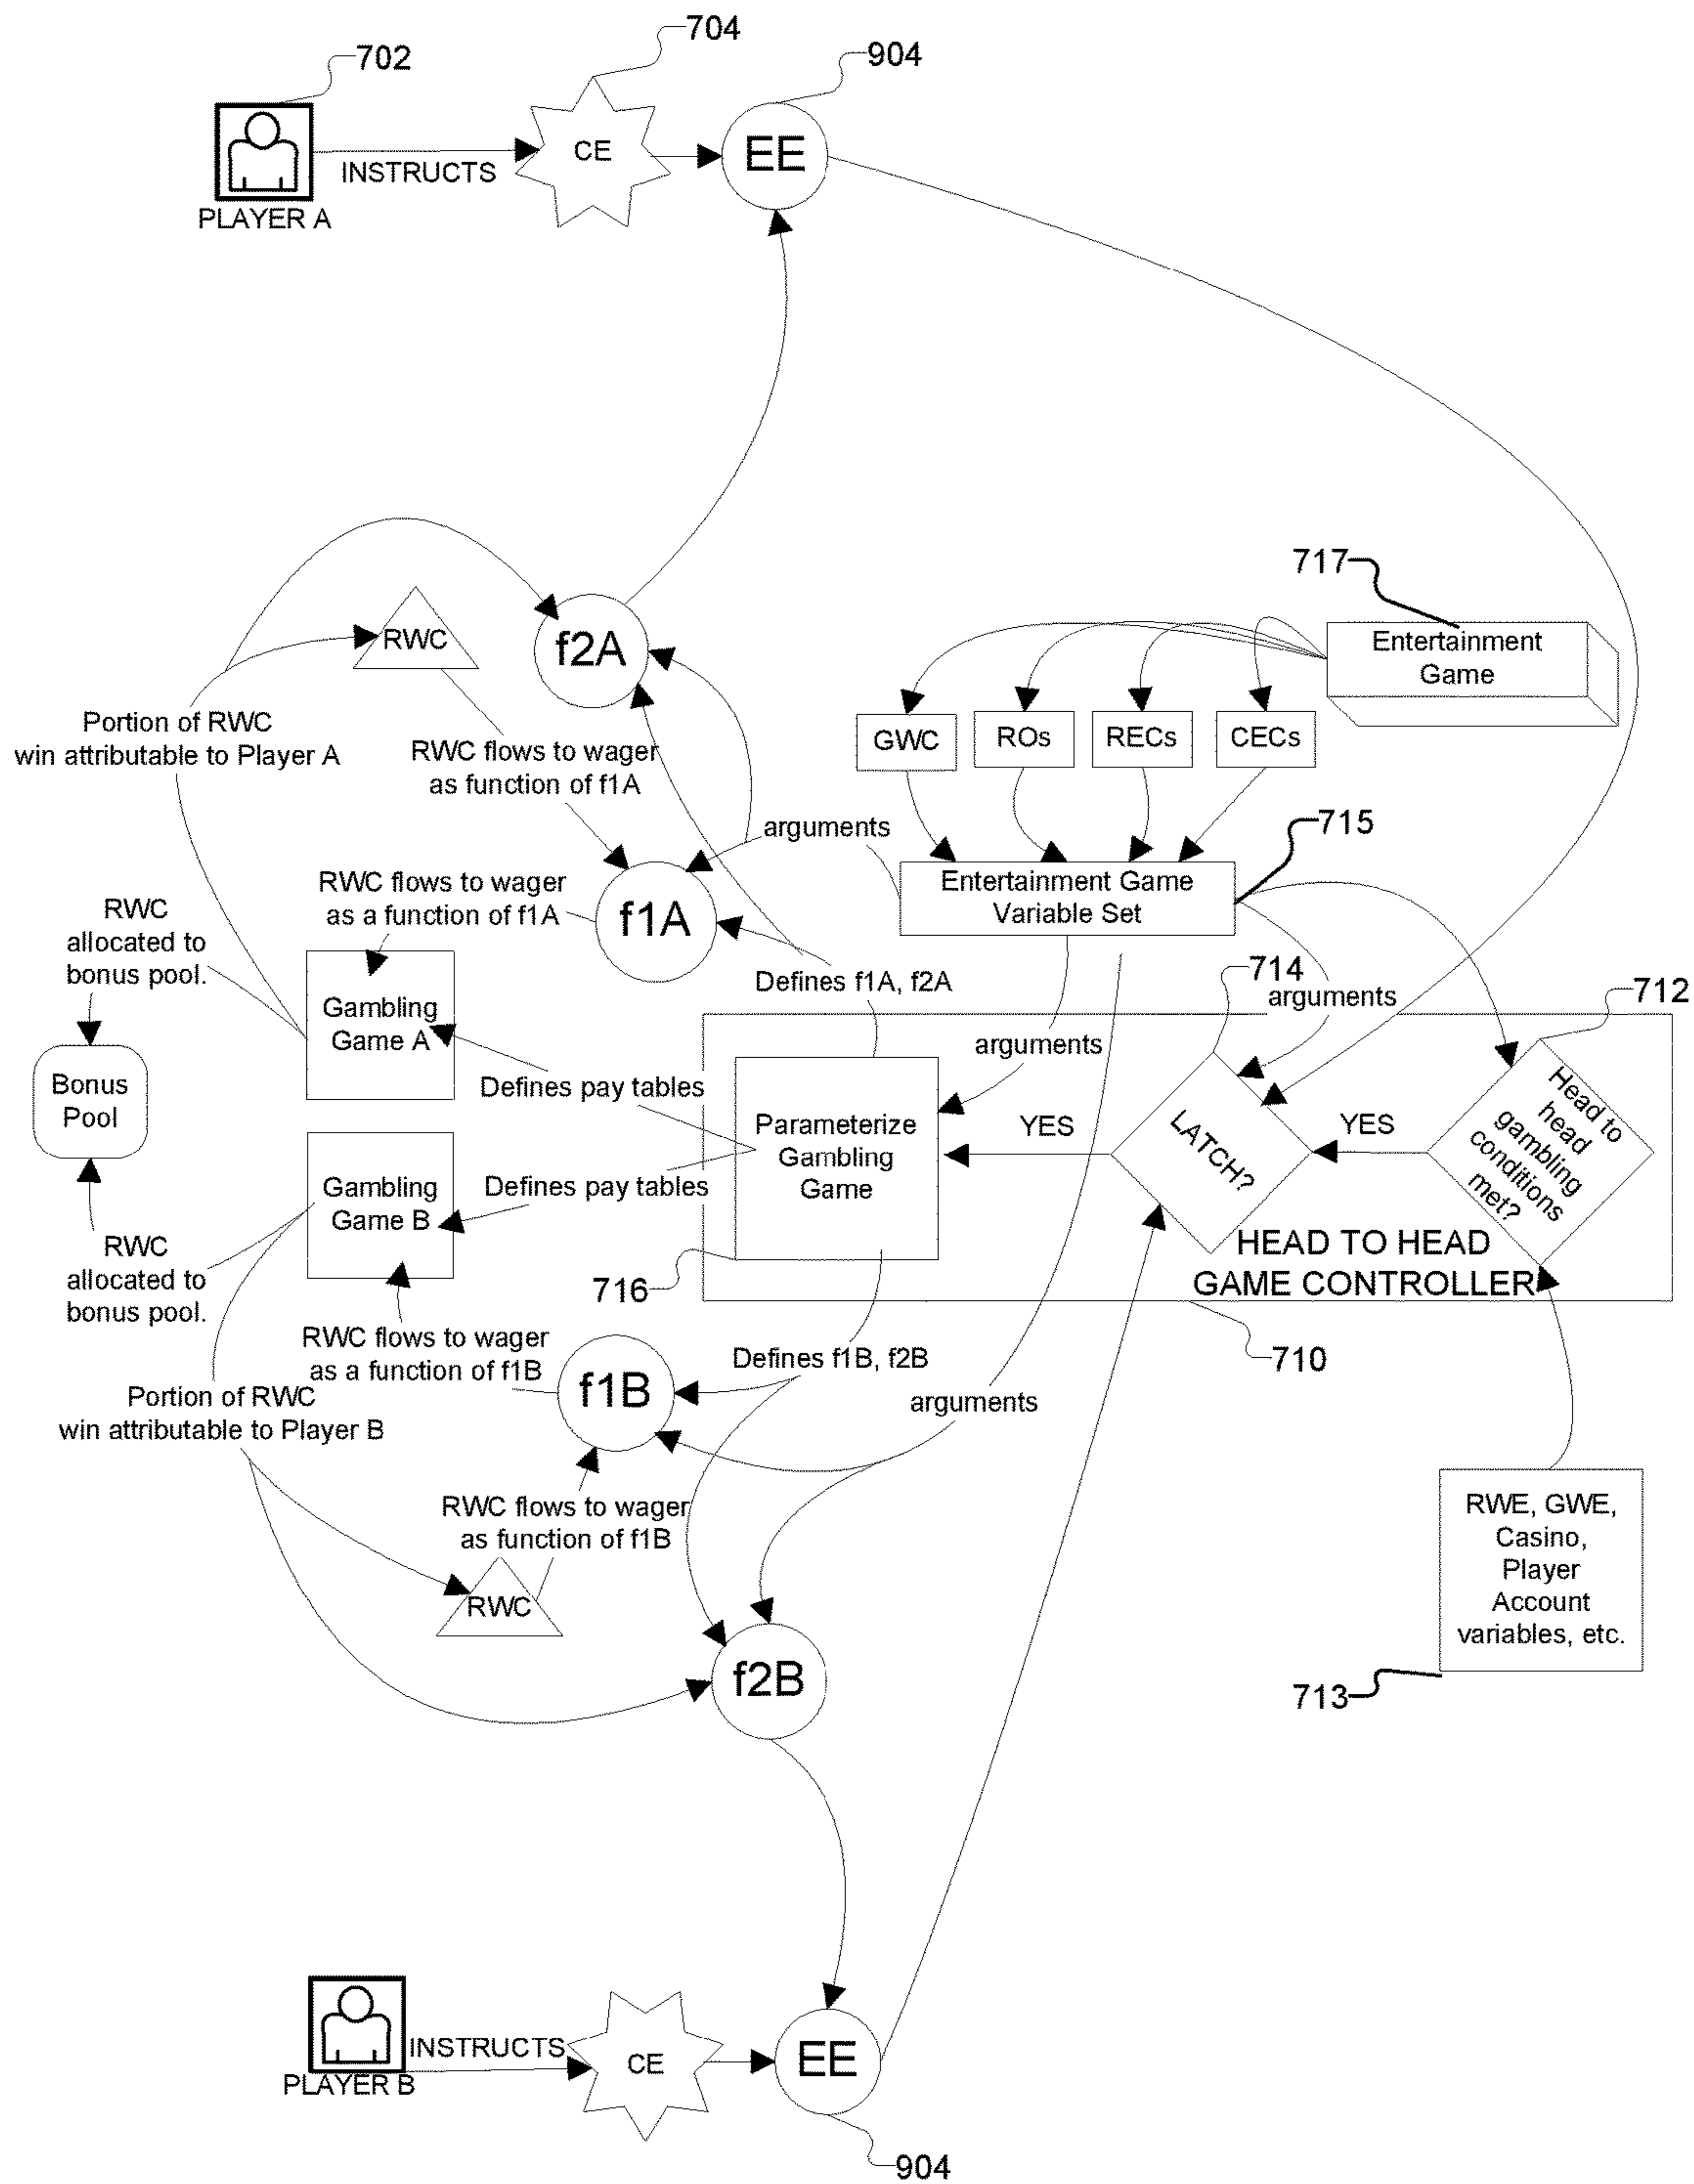 704
702
904
CE
EE
INSTRUCTS
PLAYER A
717
Entertainment
Game
RWC
f2A
GWC
ROs
RECs
CECs
Portion of RWC
win attributable to Player A
RWC flows to wager
as function of f1A
arguments
715
Entertainment Game
Variable Set
RWC flows to wager
as a function of f1A
f1A
RWC
allocated to
bonus pool.
Defines f1A, f2A
714
arguments
712
Gambling
Game A
arguments
Bonus
Pool
Defines pay tables
Parameterize
Gambling
Game
YES
LATCH?
YES
Head to
head
gambling
conditions
met?
Gambling
Game B
Defines pay tables
HEAD TO HEAD
GAME CONTROLLER
RWC
allocated to
bonus pool.
716
710
RWC flows to wager
as a function of f1B
f1B
Defines f1B, f2B
arguments
Portion of RWC
win attributable to Player B
RWC flows to wager
as function of f1B
RWC
RWE, GWE,
Casino,
Player
Account
variables, etc.
f2B
713
INSTRUCTS
PLAYER B
CE
EE
904